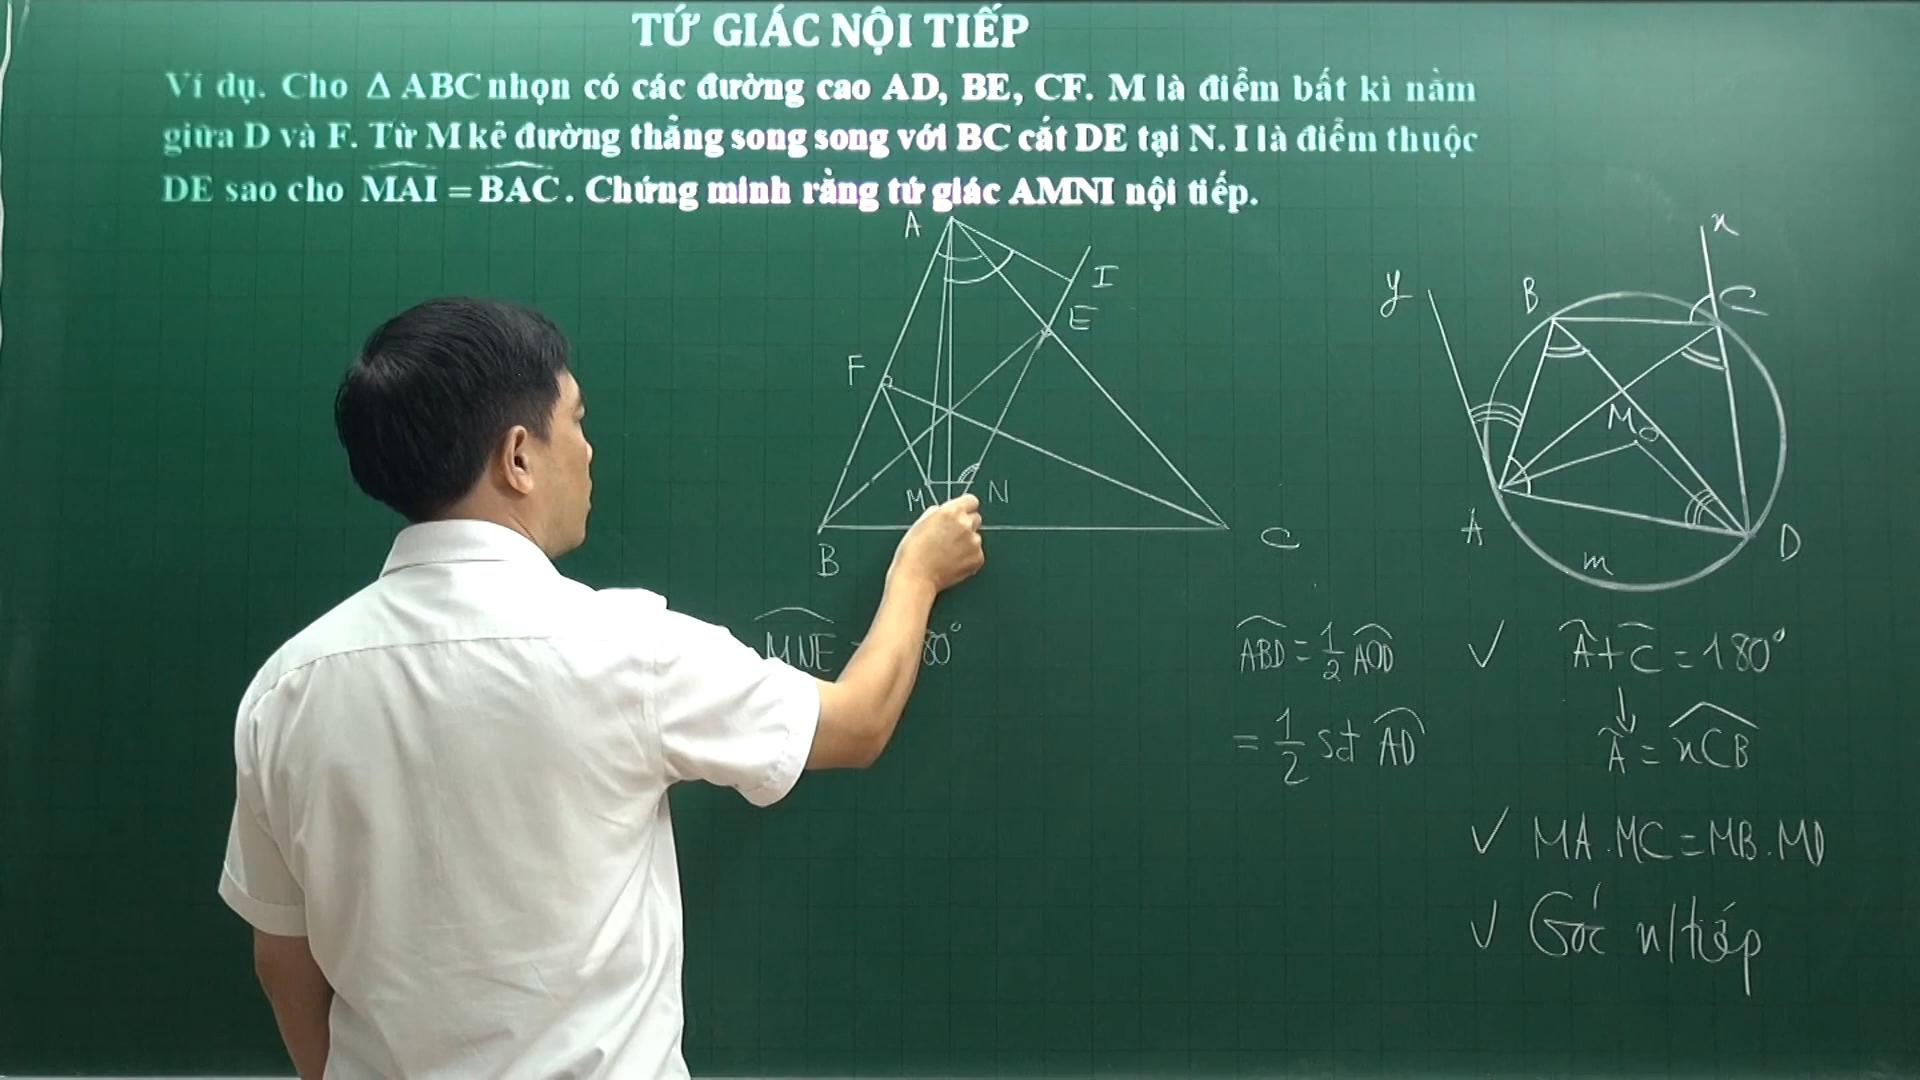 TỨ GIÁC NỘI TIẾP
Ví dụ. Cho Δ ABC nhọn có các đường cao AD, BE, CF. M là điểm bất kì nằm
giữa D và F. Từ M kẻ đường thẳng song song với BC cắt DE tại N. I là điểm thuộc
DE sao cho MAI = BAC. Chứng minh rằng tứ giác AMNI nội tiếp.
A
I
E
F
M
N
B
C
x
y
B
C
M
O
A
D
m
MNE =
80°
ABD = 1/2 AOD
= 1/2 sđ AD
✓ A + C = 180°
↓
A = xCB
✓ MA.MC = MB.MD
✓ Góc n/tiếp